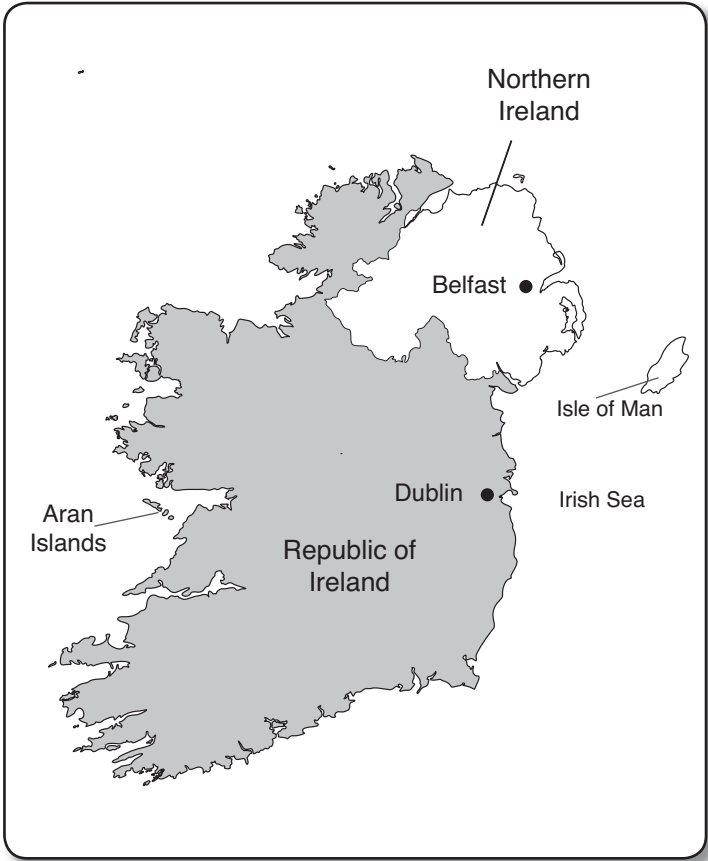 Northern
Ireland
Belfast
Isle of Man
Dublin
Irish Sea
Aran
Islands
Republic of
Ireland